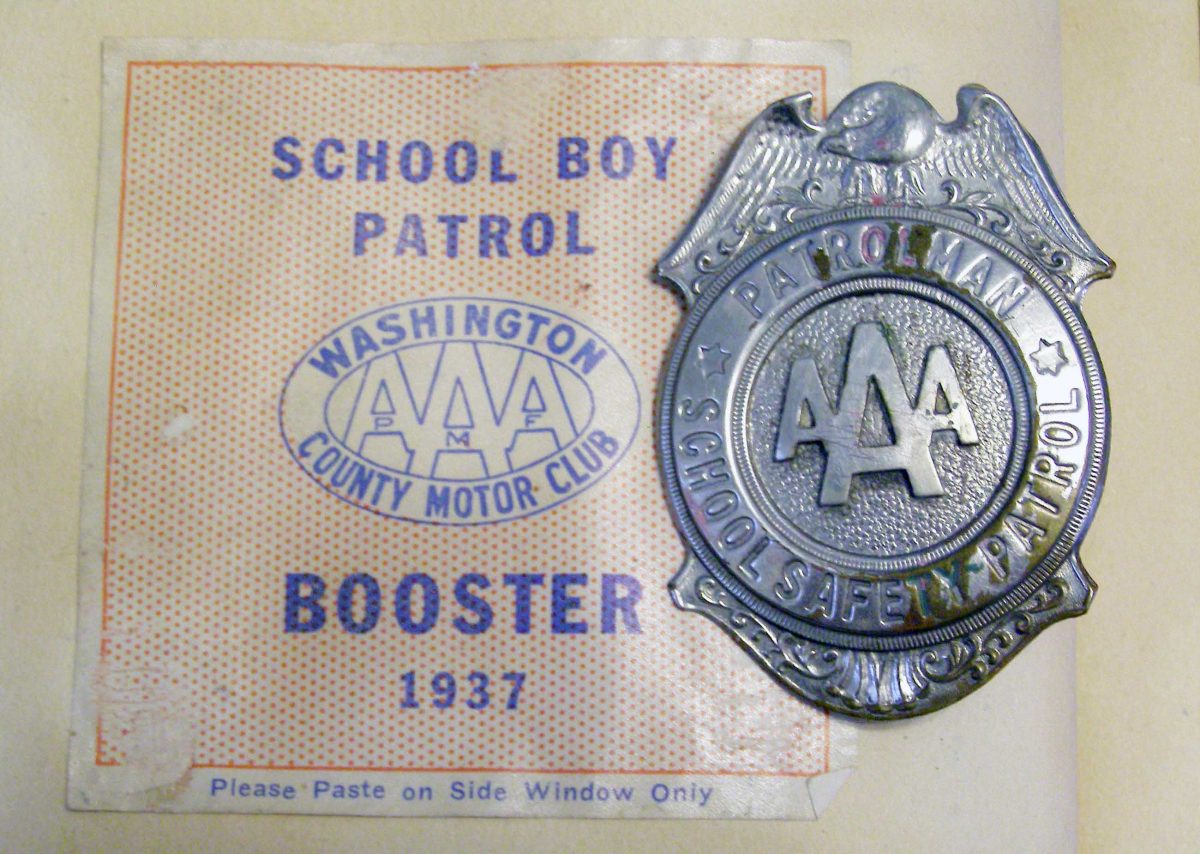 SCHOOL BOY
PATROL
WASHINGTON
AAA
P M F
COUNTY MOTOR CLUB
BOOSTER
1937
Please Paste on Side Window Only
PATROLMAN
AAA
SCHOOL SAFETY PATROL